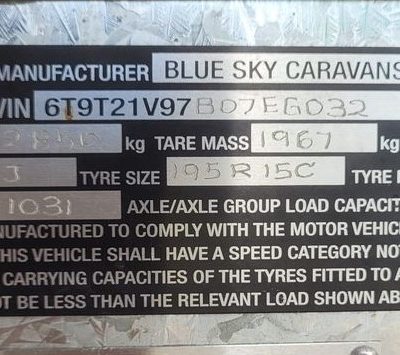 MANUFACTURER BLUE SKY CARAVANS
VIN 6T9T21V97B07EG032
kg TARE MASS 1967 kg
J TYRE SIZE 195R15C TYRE
1031 AXLE/AXLE GROUP LOAD CAPACIT
NUFACTURED TO COMPLY WITH THE MOTOR VEHIC
THIS VEHICLE SHALL HAVE A SPEED CATEGORY NO
CARRYING CAPACITIES OF THE TYRES FITTED TO A
OT BE LESS THAN THE RELEVANT LOAD SHOWN AB